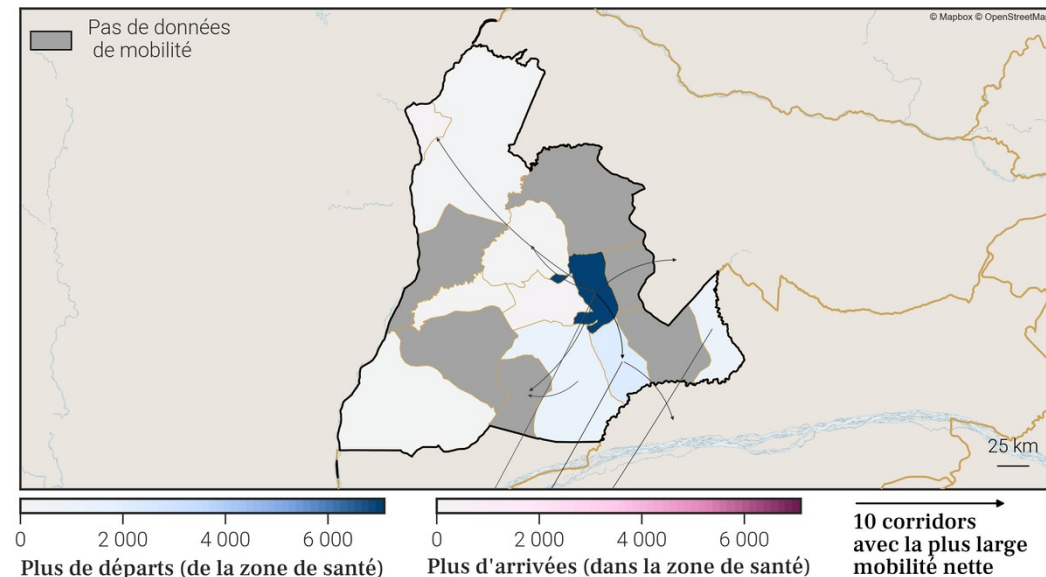 Pas de données
de mobilité
© Mapbox © OpenStreetMap
25 km
0 2 000 4 000 6 000
Plus de départs (de la zone de santé)
0 2 000 4 000 6 000
Plus d'arrivées (dans la zone de santé)
10 corridors
avec la plus large
mobilité nette